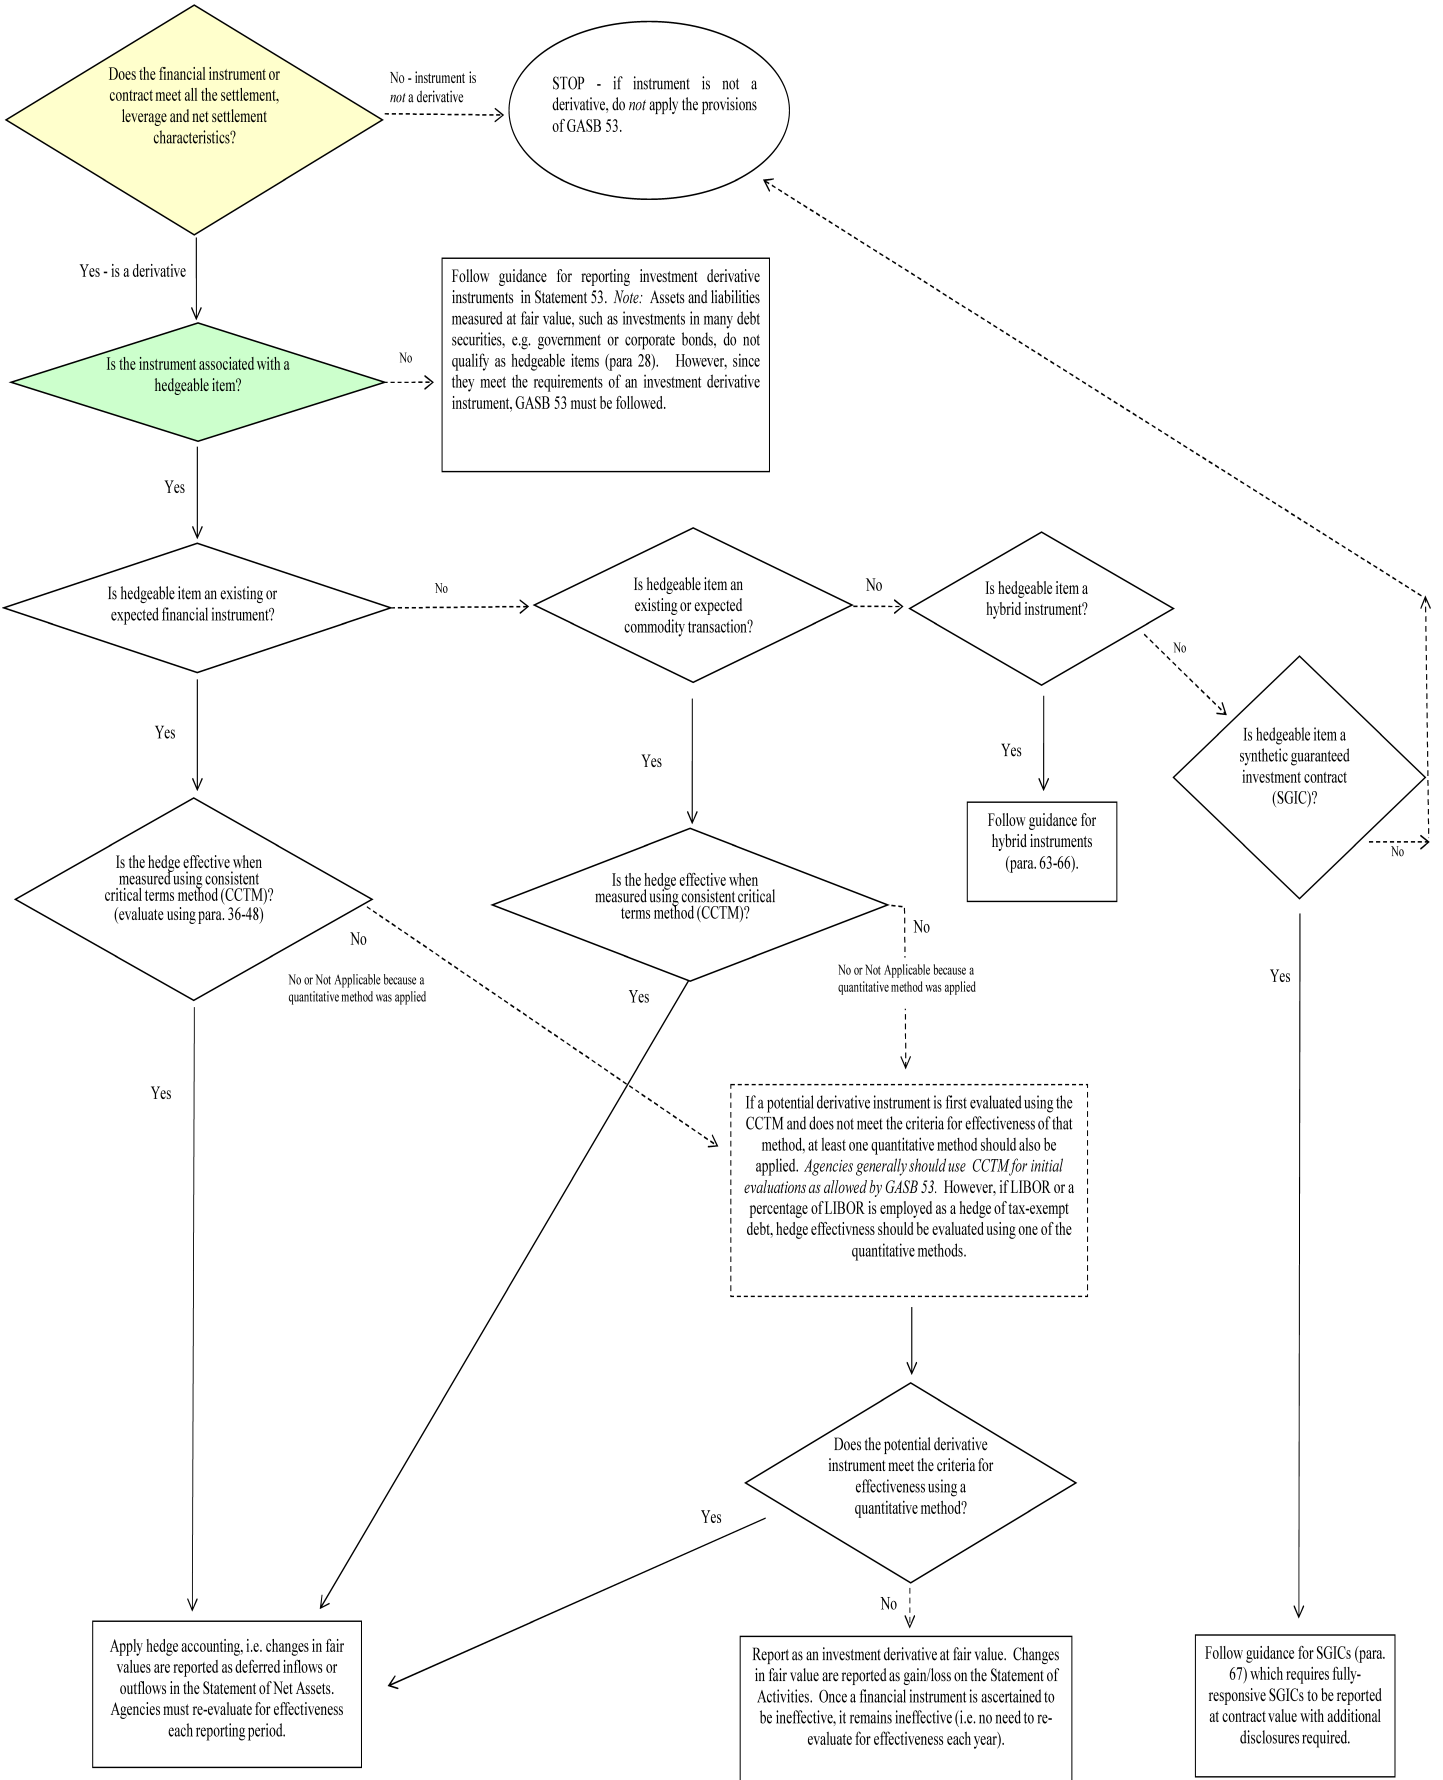 Does the financial instrument or
contract meet all the settlement,
leverage and net settlement
characteristics?
No - instrument is
not a derivative
STOP - if instrument is not a
derivative, do not apply the provisions
of GASB 53.
Yes - is a derivative
Follow guidance for reporting investment derivative
instruments in Statement 53. Note: Assets and liabilities
measured at fair value, such as investments in many debt
securities, e.g. government or corporate bonds, do not
qualify as hedgeable items (para 28). However, since
they meet the requirements of an investment derivative
instrument, GASB 53 must be followed.
Is the instrument associated with a
hedgeable item?
No
Yes
Is hedgeable item an existing or
expected financial instrument?
No
Is hedgeable item an
existing or expected
commodity transaction?
No
Is hedgeable item a
hybrid instrument?
No
Is hedgeable item a
synthetic guaranteed
investment contract
(SGIC)?
No
Yes
Yes
Yes
Follow guidance for
hybrid instruments
(para. 63-66).
Is the hedge effective when
measured using consistent
critical terms method (CCTM)?
(evaluate using para. 36-48)
No
No or Not Applicable because a
quantitative method was applied
Is the hedge effective when
measured using consistent critical
terms method (CCTM)?
No
No or Not Applicable because a
quantitative method was applied
Yes
Yes
Yes
If a potential derivative instrument is first evaluated using the
CCTM and does not meet the criteria for effectiveness of that
method, at least one quantitative method should also be
applied. Agencies generally should use CCTM for initial
evaluations as allowed by GASB 53. However, if LIBOR or a
percentage of LIBOR is employed as a hedge of tax-exempt
debt, hedge effectivness should be evaluated using one of the
quantitative methods.
Does the potential derivative
instrument meet the criteria for
effectiveness using a
quantitative method?
Yes
No
Apply hedge accounting, i.e. changes in fair
values are reported as deferred inflows or
outflows in the Statement of Net Assets.
Agencies must re-evaluate for effectiveness
each reporting period.
Report as an investment derivative at fair value. Changes
in fair value are reported as gain/loss on the Statement of
Activities. Once a financial instrument is ascertained to
be ineffective, it remains ineffective (i.e. no need to re-
evaluate for effectiveness each year).
Follow guidance for SGICs (para.
67) which requires fully-
responsive SGICs to be reported
at contract value with additional
disclosures required.